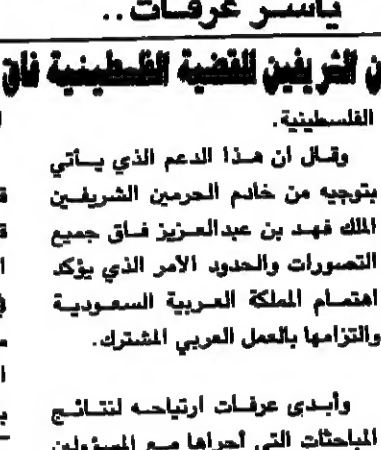 ياسر عرفات..
ن الشريفين للقضية الفلسطينية فاق
الفلسطينية.
وقال ان هذا الدعم الذي يأتي
بتوجيه من خادم الحرمين الشريفين
الملك فهد بن عبدالعزيز فاق جميع
التصورات والحدود الأمر الذي يؤكد
اهتمام المملكة العربية السعودية
والتزامها بالعمل العربي المشترك.
وأبدى عرفات ارتياحه لنتائج
المباحثات التي أجراها مع المسؤولين